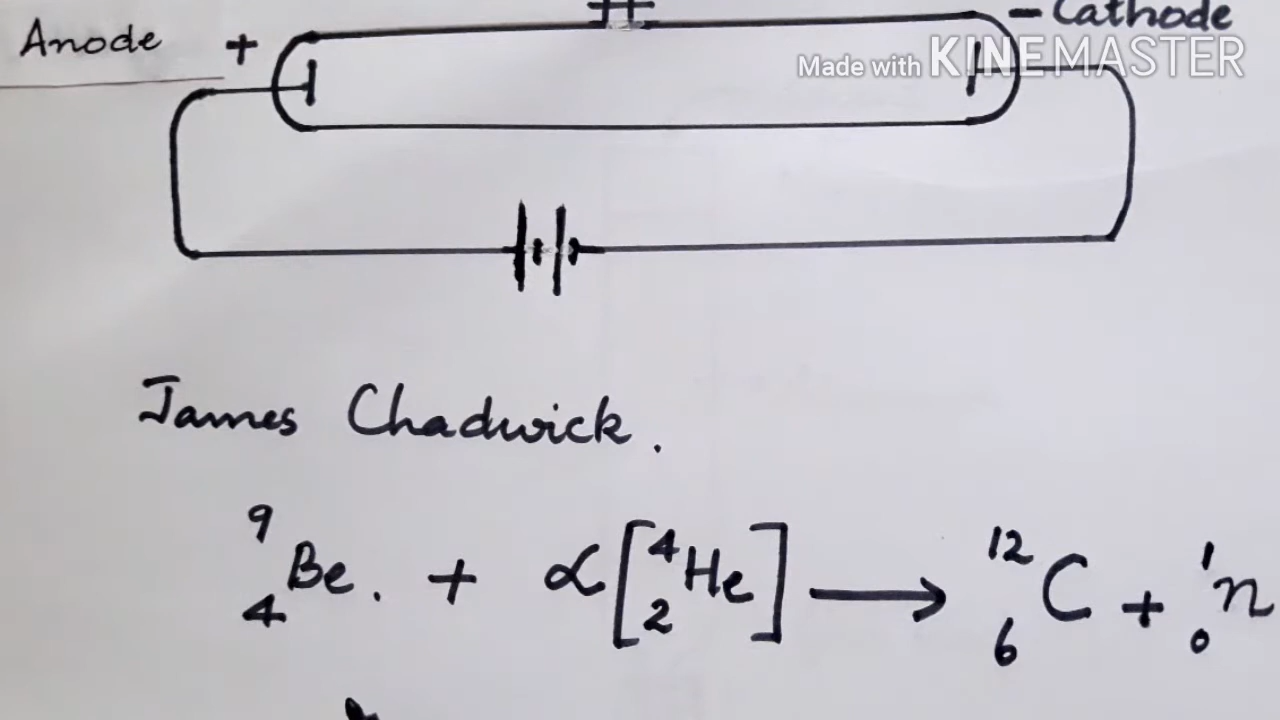 Anode +
- Cathode
Made with KINEMASTER
James Chadwick.
⁹₄Be. + α[⁴₂He] ⟶ ¹²₆C + ¹₀n